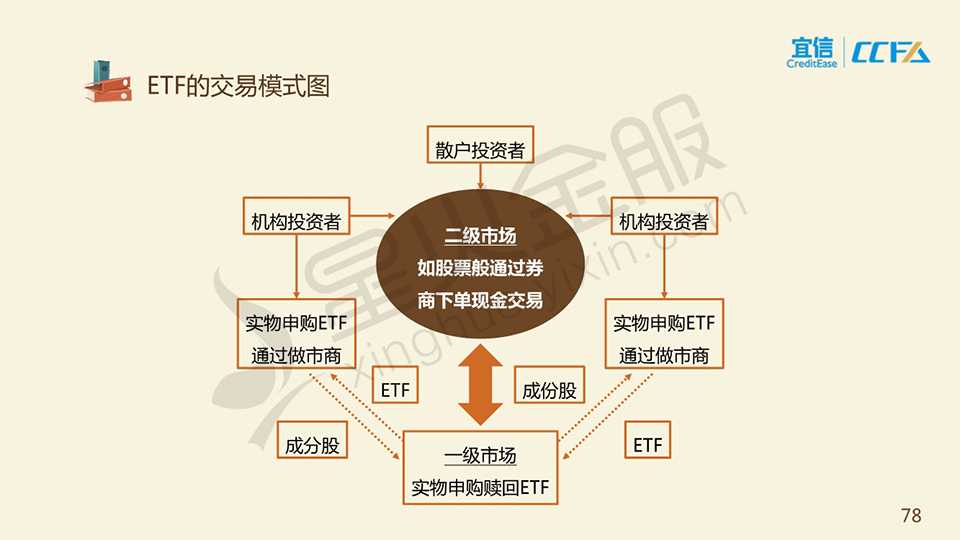 宜信
CreditEase
CCFA
ETF的交易模式图
散户投资者
机构投资者
机构投资者
二级市场
如股票般通过券
商下单现金交易
实物申购ETF
通过做市商
实物申购ETF
通过做市商
ETF
成份股
成分股
ETF
一级市场
实物申购赎回ETF
星火金服
xinghuoyixin.com
78